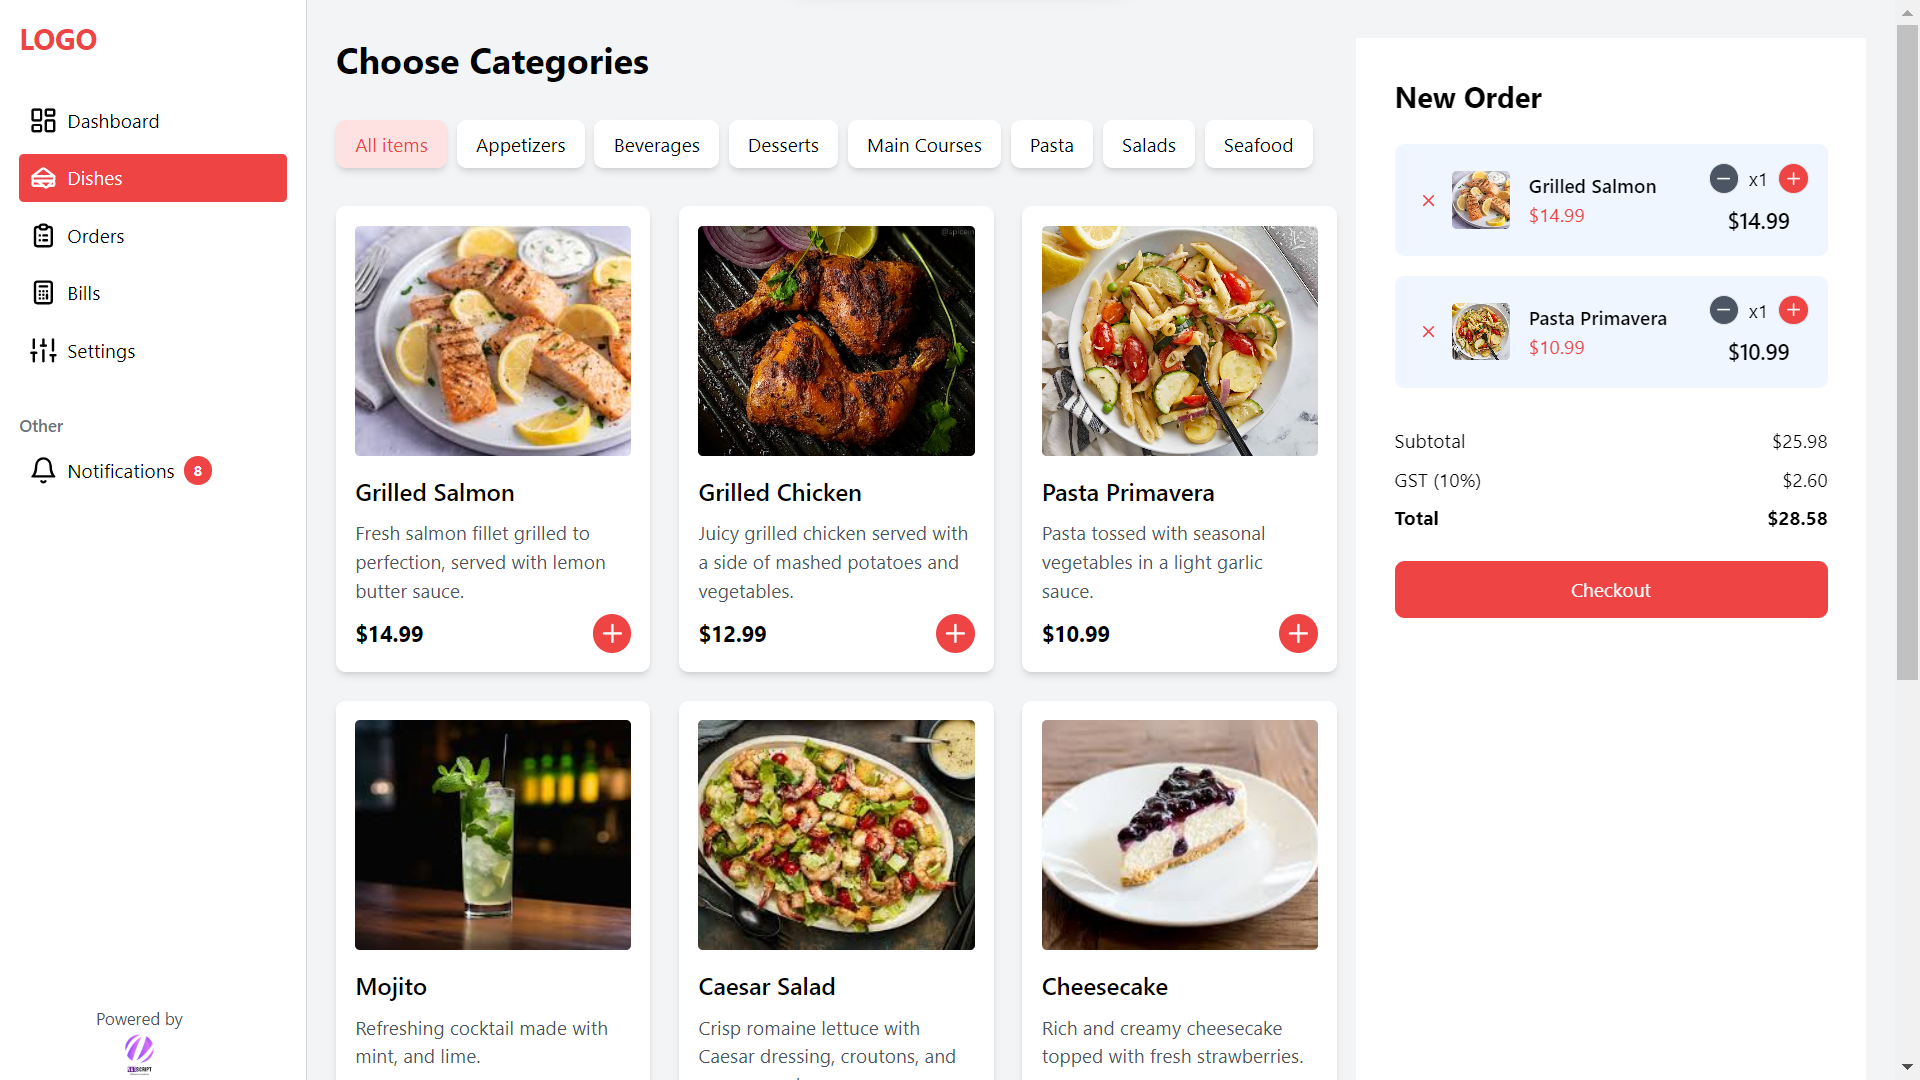 LOGO
Dashboard
Dishes
Orders
Bills
Settings
Other
Notifications 8
Powered by
Choose Categories
All items
Appetizers
Beverages
Desserts
Main Courses
Pasta
Salads
Seafood
Grilled Salmon
Fresh salmon fillet grilled to
perfection, served with lemon
butter sauce.
$14.99
Grilled Chicken
Juicy grilled chicken served with
a side of mashed potatoes and
vegetables.
$12.99
Pasta Primavera
Pasta tossed with seasonal
vegetables in a light garlic
sauce.
$10.99
Mojito
Refreshing cocktail made with
mint, and lime.
Caesar Salad
Crisp romaine lettuce with
Caesar dressing, croutons, and
Cheesecake
Rich and creamy cheesecake
topped with fresh strawberries.
New Order
Grilled Salmon
$14.99
x1
$14.99
Pasta Primavera
$10.99
x1
$10.99
Subtotal $25.98
GST (10%) $2.60
Total $28.58
Checkout